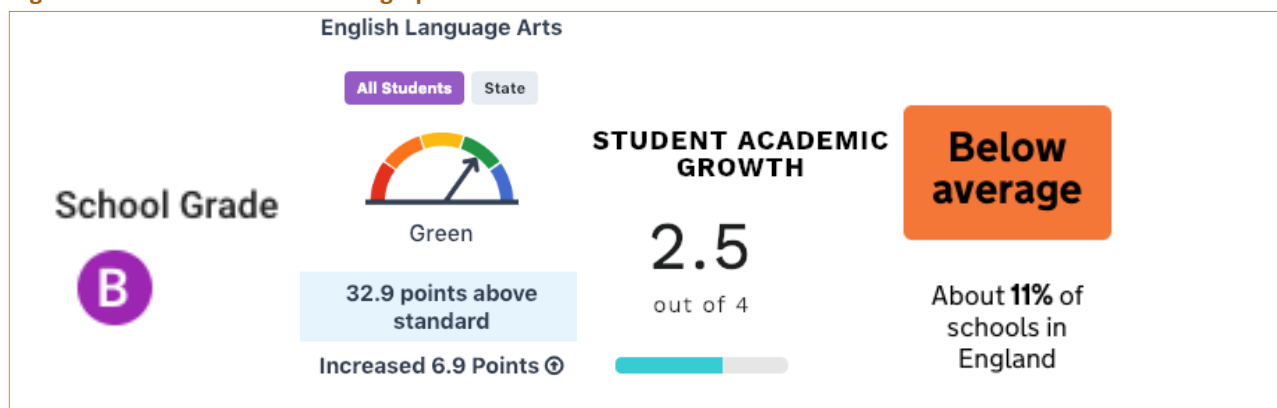 School Grade
B
English Language Arts
All Students
State
Green
32.9 points above
standard
Increased 6.9 Points
STUDENT ACADEMIC
GROWTH
2.5
out of 4
Below
average
About 11% of
schools in
England